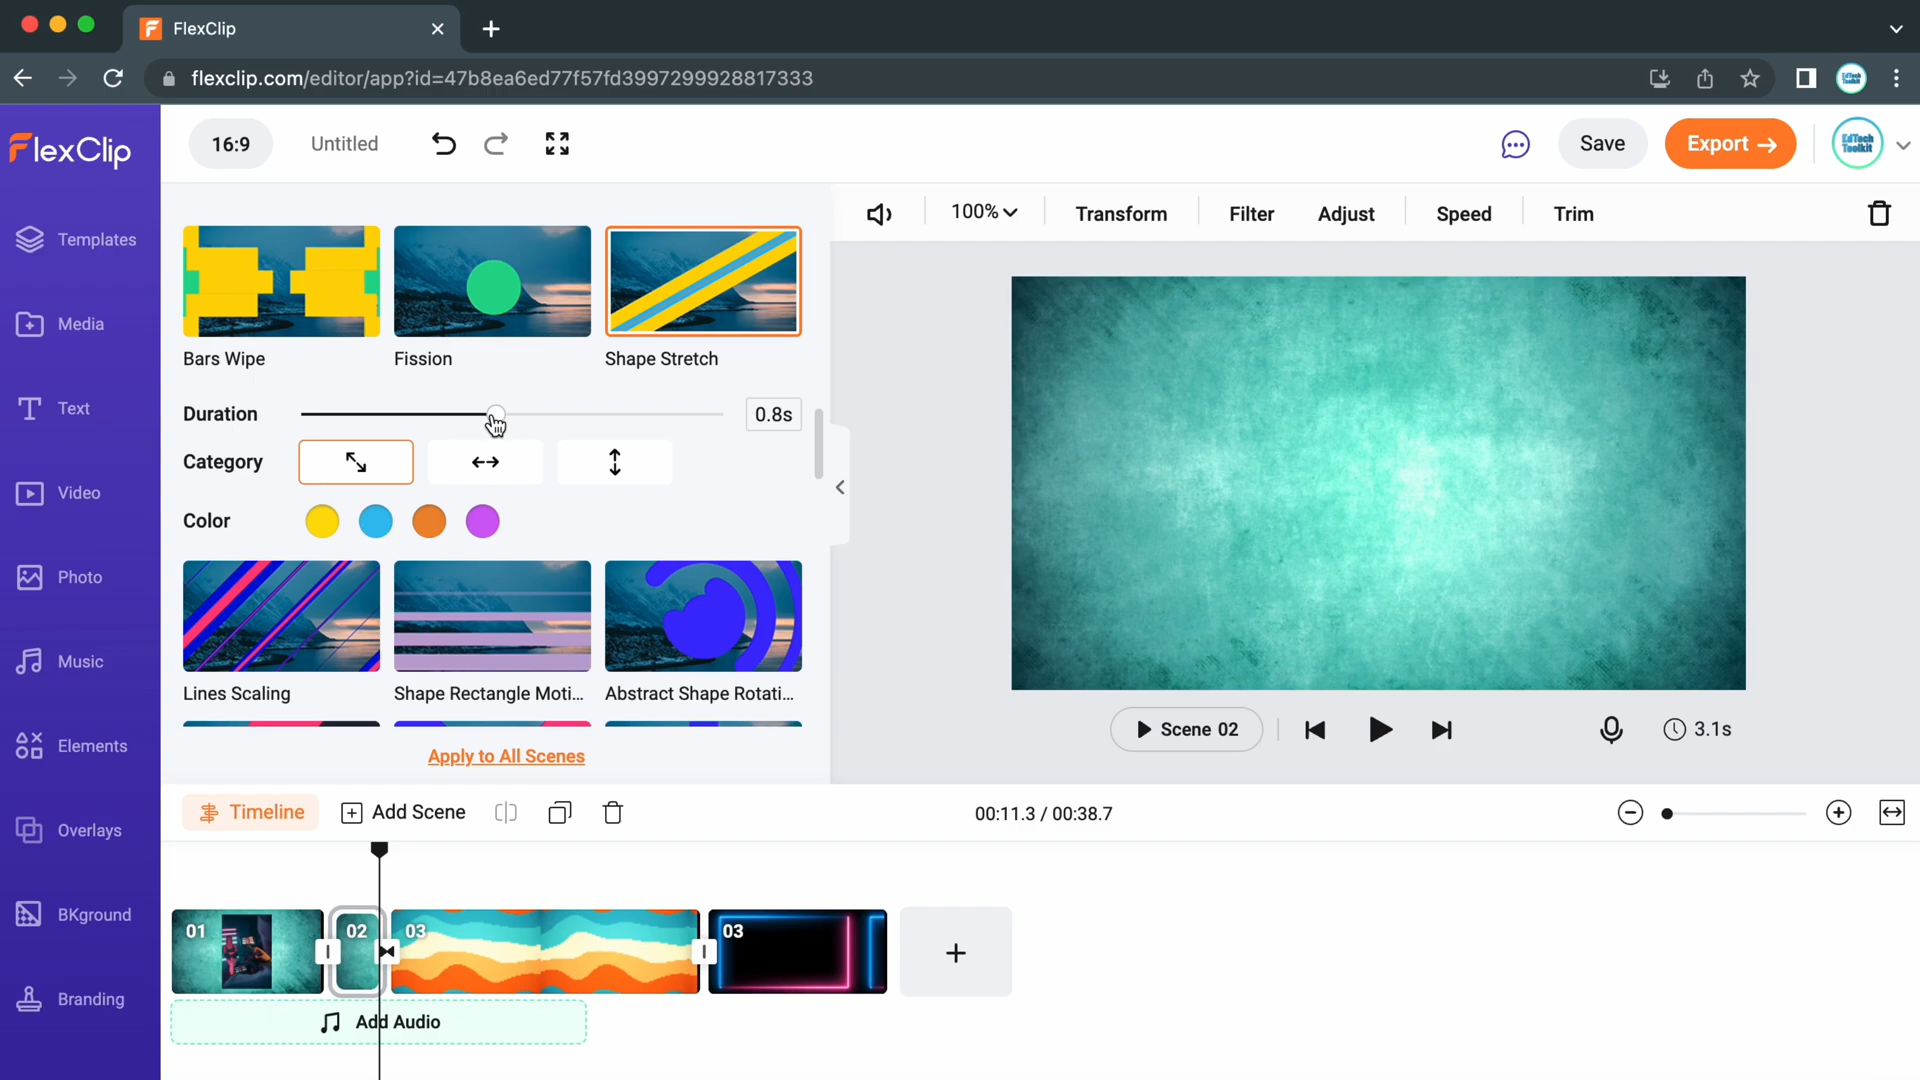 FlexClip
flexclip.com/editor/app?id=47b8ea6ed77f57fd3997299928817333
FlexClip
16:9
Untitled
Save
Export
EdTech
Toolkit
Templates
Media
Text
Video
Photo
Music
Elements
Overlays
BKground
Branding
100%
Transform
Filter
Adjust
Speed
Trim
Bars Wipe
Fission
Shape Stretch
Duration
0.8s
Category
Color
Lines Scaling
Shape Rectangle Moti...
Abstract Shape Rotati...
Apply to All Scenes
Scene 02
3.1s
Timeline
Add Scene
00:11.3 / 00:38.7
01
02
03
03
Add Audio